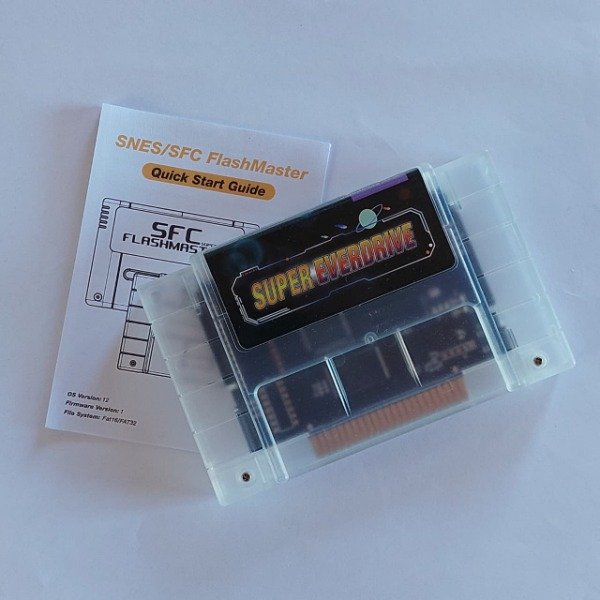 SNES/SFC FlashMaster
Quick Start Guide
SFC
FLASHMAST
OS Version: 12
Firmware Version: 1
File System: Fat16/FAT32
SUPER EVERDRIVE